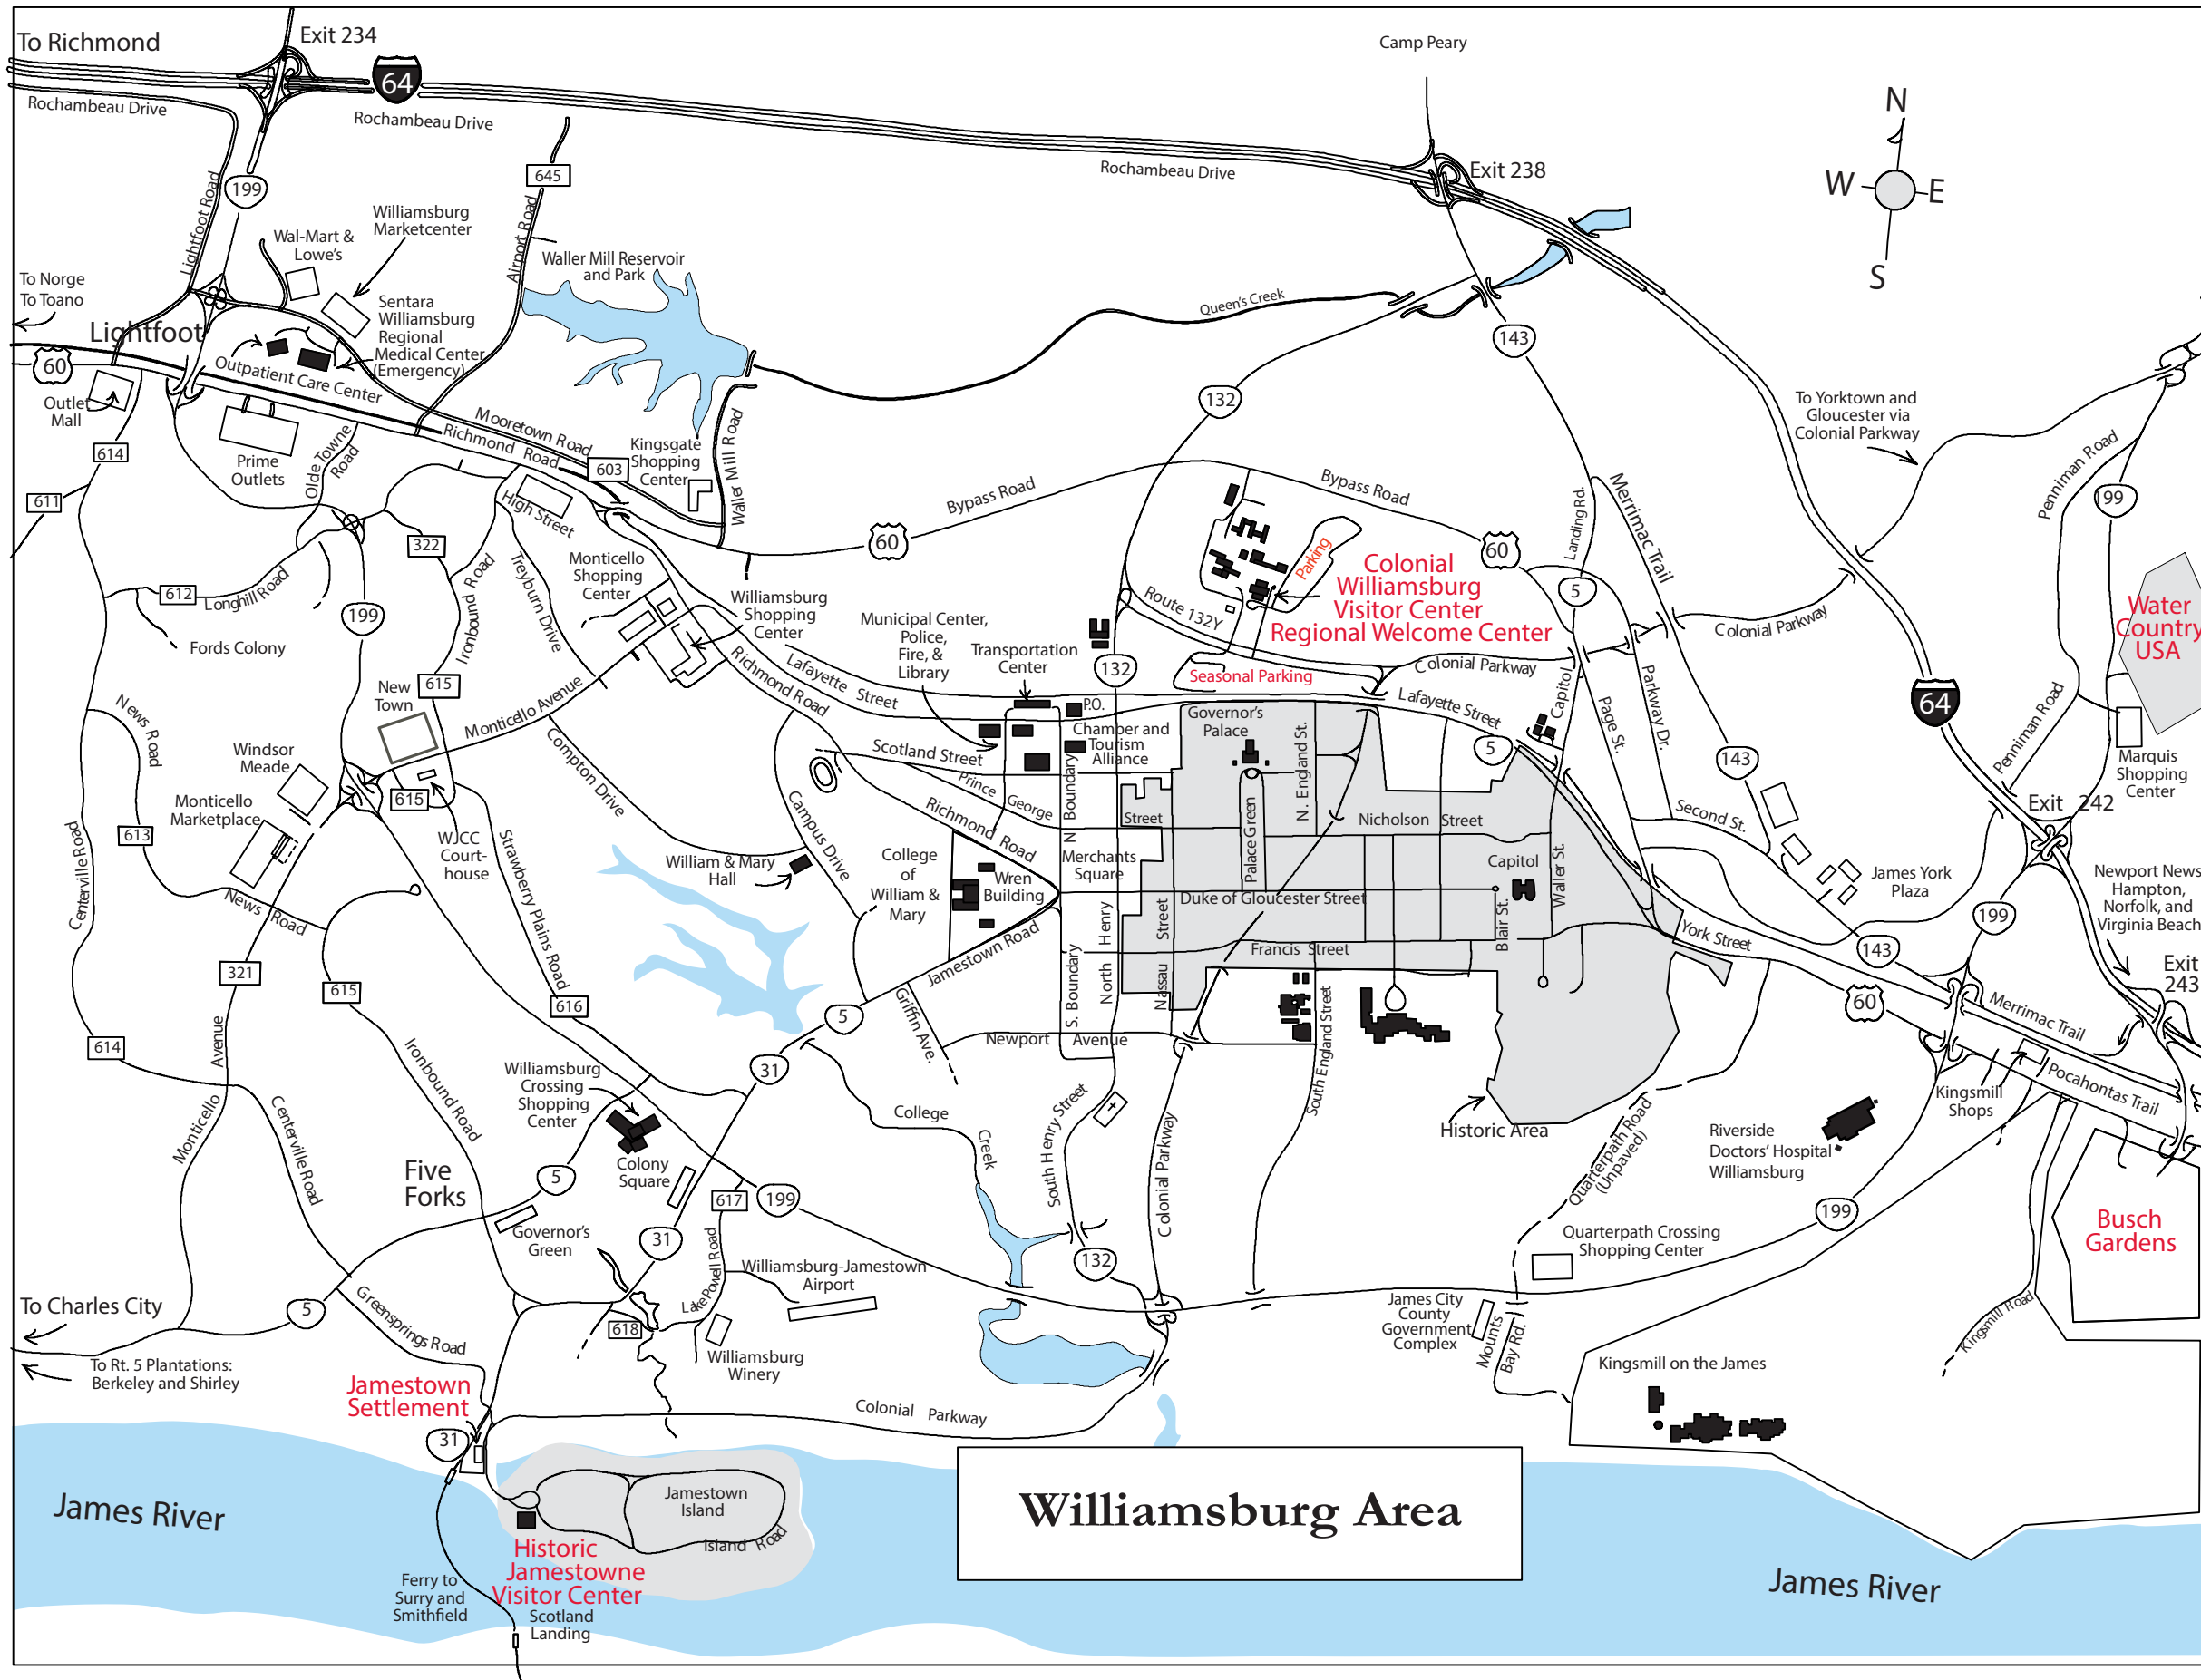 To Richmond
Exit 234
64
Rochambeau Drive
Rochambeau Drive
Rochambeau Drive
Camp Peary
Exit 238
N
W
E
S
Lightfoot Road
199
645
Airport Road
Williamsburg
Marketcenter
Wal-Mart &
Lowe's
Waller Mill Reservoir
and Park
Queen's Creek
To Norge
To Toano
Lightfoot
60
Sentara
Williamsburg
Regional
Medical Center
(Emergency)
Outpatient Care Center
Outlet
Mall
614
611
Prime
Outlets
Olde Towne
Road
Mooretown Road
Richmond Road
603
Kingsgate
Shopping
Center
Waller Mill Road
High Street
132
143
To Yorktown and
Gloucester via
Colonial Parkway
Penniman Road
199
Bypass Road
Bypass Road
60
60
Landing Rd.
Merrimac Trail
322
612
Longhill Road
Fords Colony
199
Ironbound Road
Treyburn Drive
Monticello
Shopping
Center
Williamsburg
Shopping
Center
Parking
Colonial
Williamsburg
Visitor Center
Regional Welcome Center
Route 132Y
5
Water
Country
USA
Colonial Parkway
Colonial Parkway
Seasonal Parking
Municipal Center,
Police,
Fire, &
Library
Transportation
Center
132
Lafayette Street
Richmond Road
Lafayette Street
Capitol
Page St.
Parkway Dr.
64
Penniman Road
New
Town
615
Monticello Avenue
Compton Drive
News Road
Windsor
Meade
Monticello
Marketplace
615
613
WJCC
Court-
house
Strawberry Plains Road
Scotland Street
P.O.
Chamber and
Tourism
Alliance
N Boundary
Governor's
Palace
N. England St.
Palace Green
5
143
Marquis
Shopping
Center
Exit 242
Second St.
Prince George Street
Richmond Road
Campus Drive
William & Mary
Hall
College
of
William &
Mary
Wren
Building
Merchants
Square
Nicholson Street
Capitol
Waller St.
Duke of Gloucester Street
Blair St.
James York
Plaza
Newport News
Hampton,
Norfolk, and
Virginia Beach
199
Exit
243
Centerville Road
News Road
321
615
616
Jamestown Road
S. Boundary
North Henry
Nassau Street
Francis Street
York Street
143
60
Merrimac Trail
5
Griffin Ave.
Newport Avenue
South England Street
614
Monticello Avenue
Ironbound Road
Williamsburg
Crossing
Shopping
Center
31
College Creek
South Henry Street
Colonial Parkway
Historic Area
Quarterpath Road
(Unpaved)
Riverside
Doctors' Hospital
Williamsburg
Kingsmill
Shops
Pocahontas Trail
Centerville Road
Five
Forks
5
Colony
Square
617
199
Governor's
Green
31
Lake Powell Road
Williamsburg-Jamestown
Airport
132
Quarterpath Crossing
Shopping Center
199
Busch
Gardens
To Charles City
5
Greensprings Road
618
Williamsburg
Winery
James City
County
Government
Complex
Mounts
Bay Rd.
Kingsmill Road
To Rt. 5 Plantations:
Berkeley and Shirley
Kingsmill on the James
Jamestown
Settlement
31
Colonial Parkway
James River
Jamestown
Island
Island Road
Williamsburg Area
Historic
Jamestowne
Visitor Center
Ferry to
Surry and
Smithfield
Scotland
Landing
James River